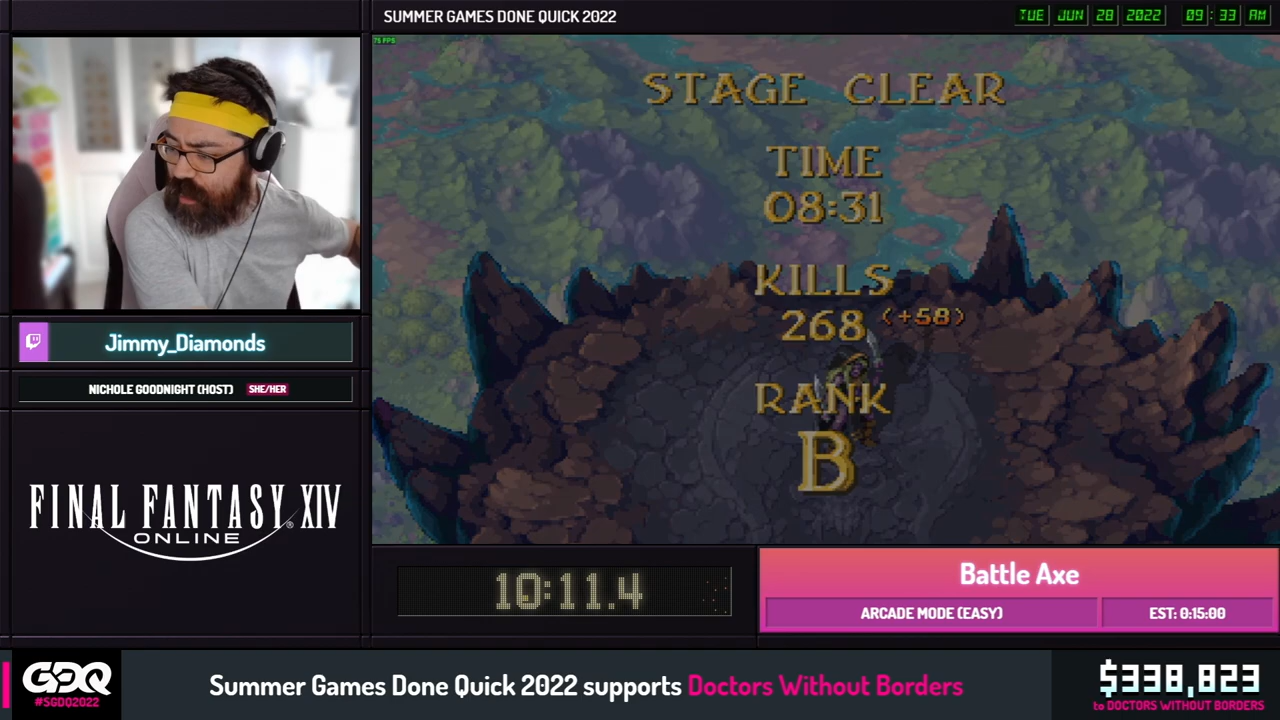 SUMMER GAMES DONE QUICK 2022
TUE JUN 28 2022 09:33 AM
75 FPS
STAGE CLEAR
TIME
08:31
KILLS
268 (+58)
RANK
B
Jimmy_Diamonds
NICHOLE GOODNIGHT (HOST) SHE/HER
FINAL FANTASY® XIV
ONLINE
10:11.4
Battle Axe
ARCADE MODE (EASY)
EST: 0:15:00
GDQ
#SGDQ2022
Summer Games Done Quick 2022 supports Doctors Without Borders
$338,823
to DOCTORS WITHOUT BORDERS